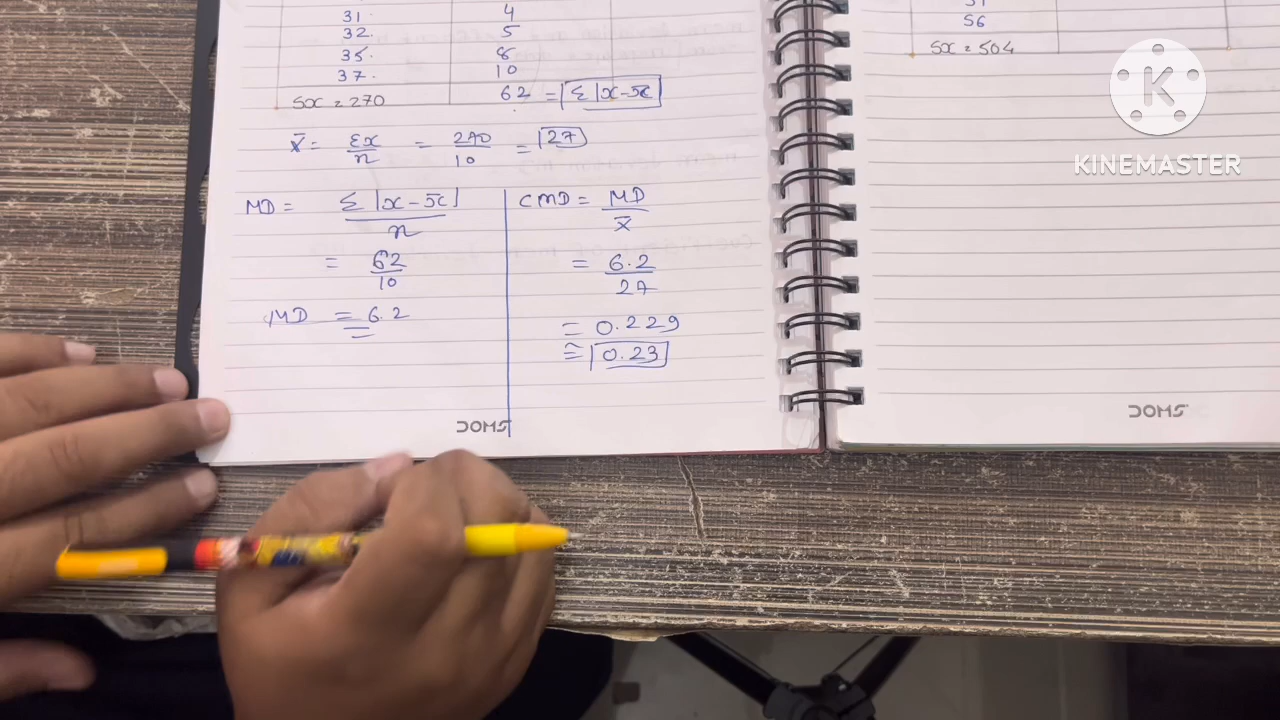 31. 4
32. 5
35. 8
37. 10
Σx = 270 62 = Σ|x-x̄|
X̄ = Σx/n = 270/10 = 27
MD = Σ|x-x̄|/n
= 62/10
MD = 6.2
CMD = MD/X̄
= 6.2/27
= 0.229
≅ 0.23
DOMS
56
Σx = 504
DOMS
K
KINEMASTER